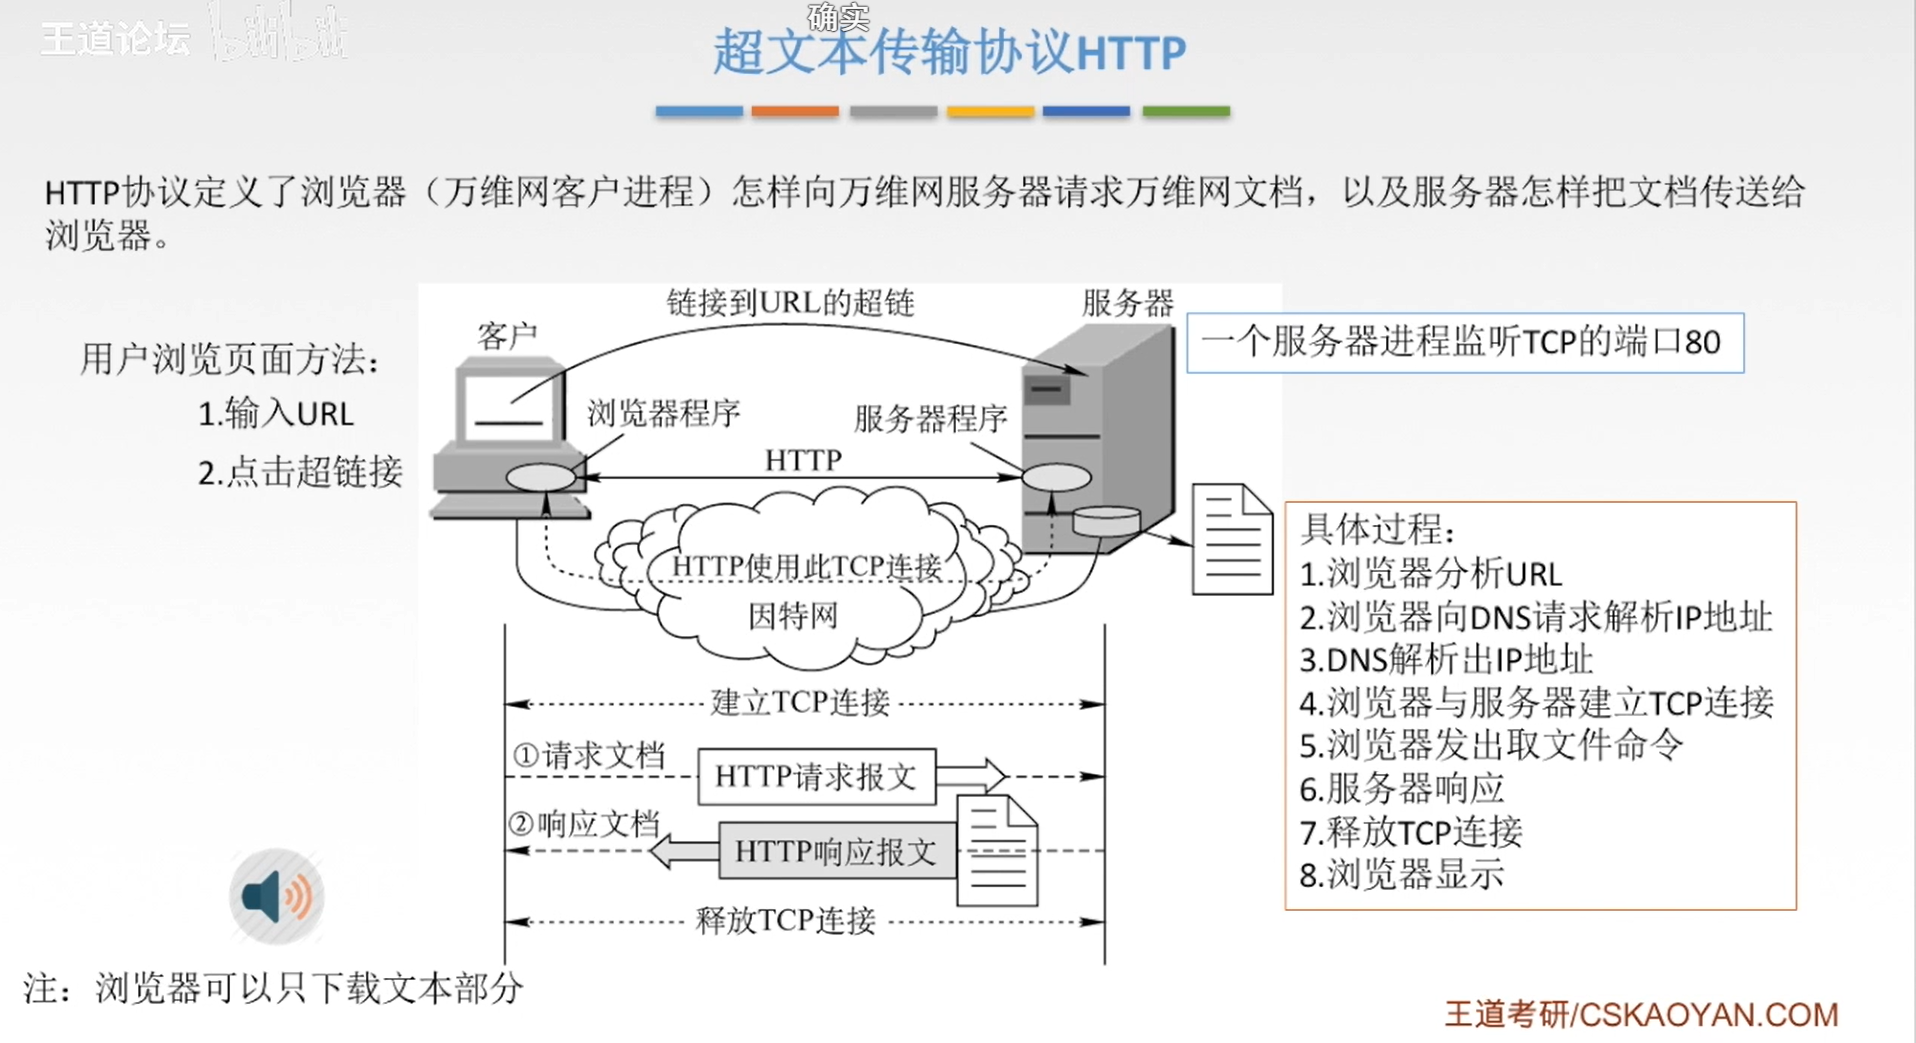 王道论坛 bilibili
确实
超文本传输协议HTTP
HTTP协议定义了浏览器（万维网客户进程）怎样向万维网服务器请求万维网文档，以及服务器怎样把文档传送给
浏览器。
用户浏览页面方法：
1.输入URL
2.点击超链接
链接到URL的超链
客户
服务器
一个服务器进程监听TCP的端口80
浏览器程序
服务器程序
HTTP
HTTP使用此TCP连接
因特网
建立TCP连接
①请求文档
HTTP请求报文
②响应文档
HTTP响应报文
释放TCP连接
具体过程：
1.浏览器分析URL
2.浏览器向DNS请求解析IP地址
3.DNS解析出IP地址
4.浏览器与服务器建立TCP连接
5.浏览器发出取文件命令
6.服务器响应
7.释放TCP连接
8.浏览器显示
注：浏览器可以只下载文本部分
王道考研/CSKAOYAN.COM